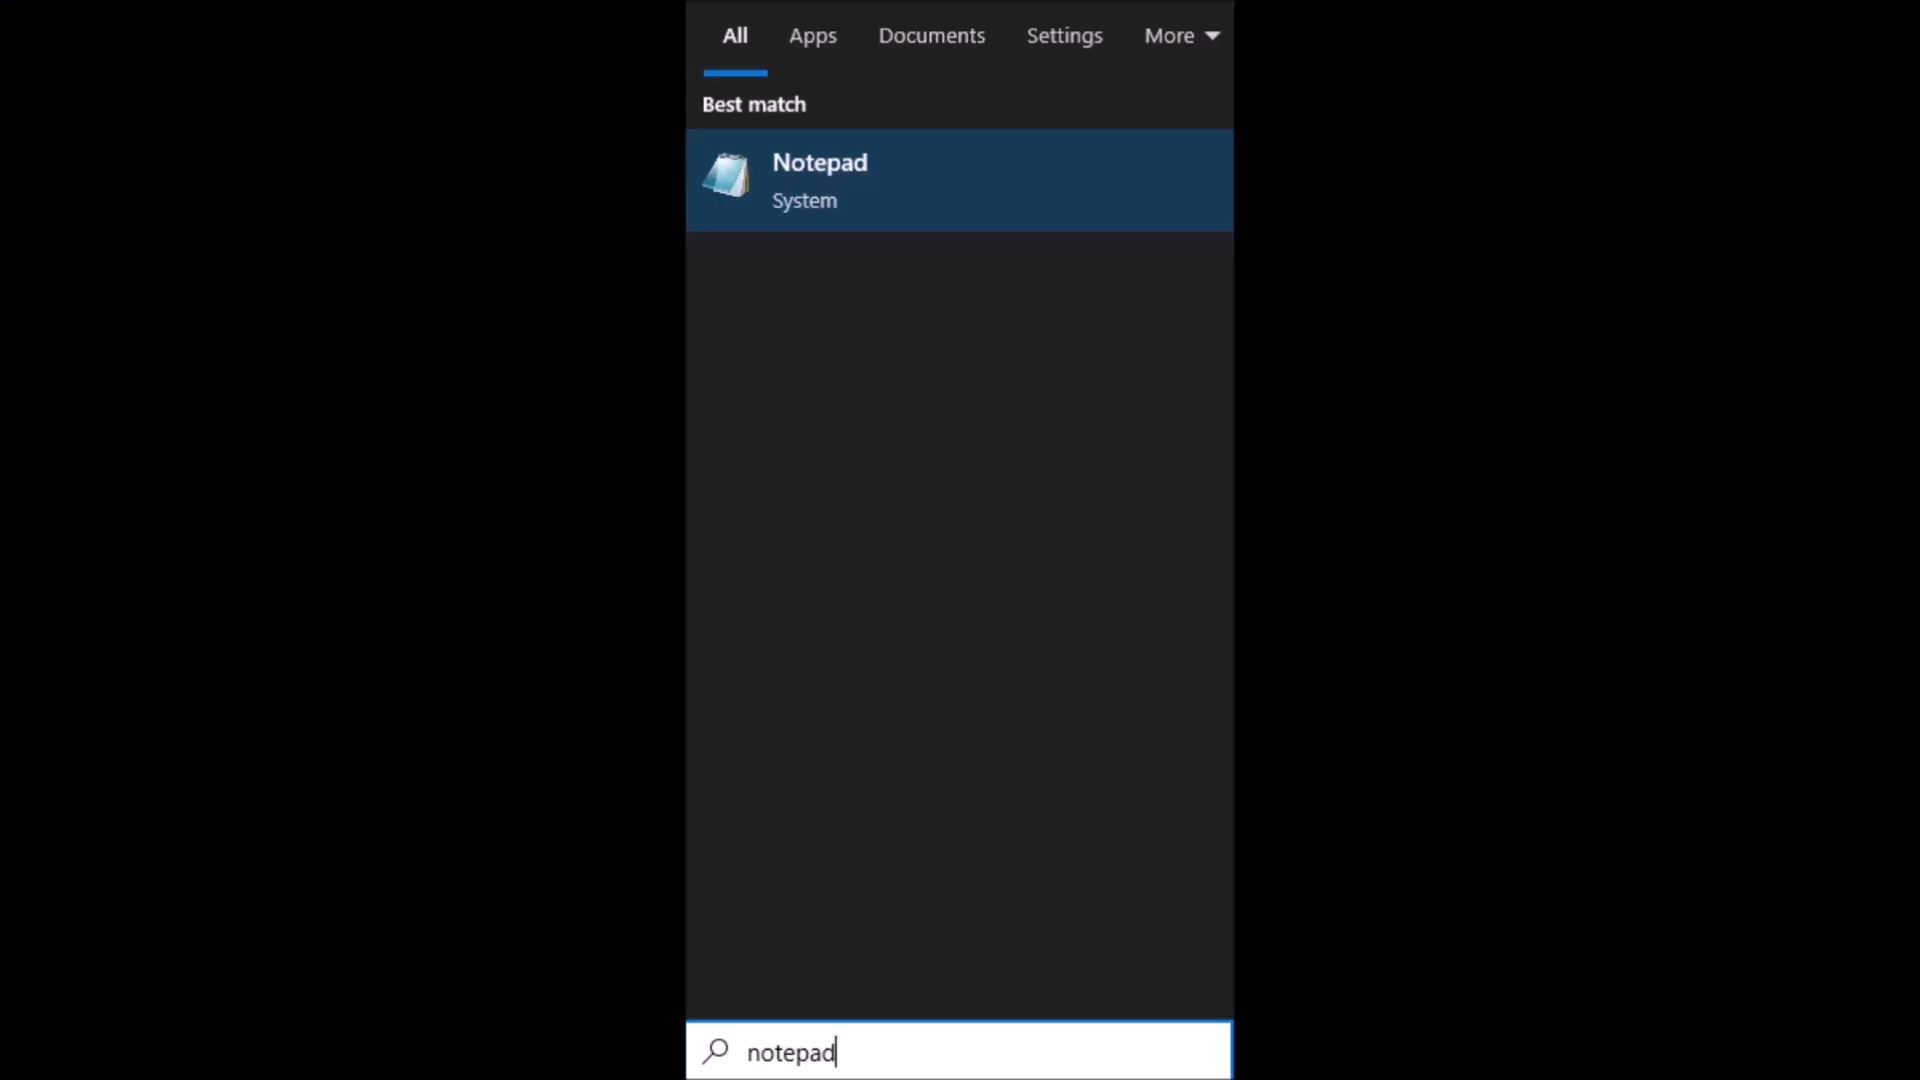 All Apps Documents Settings More
Best match
Notepad
System
notepad